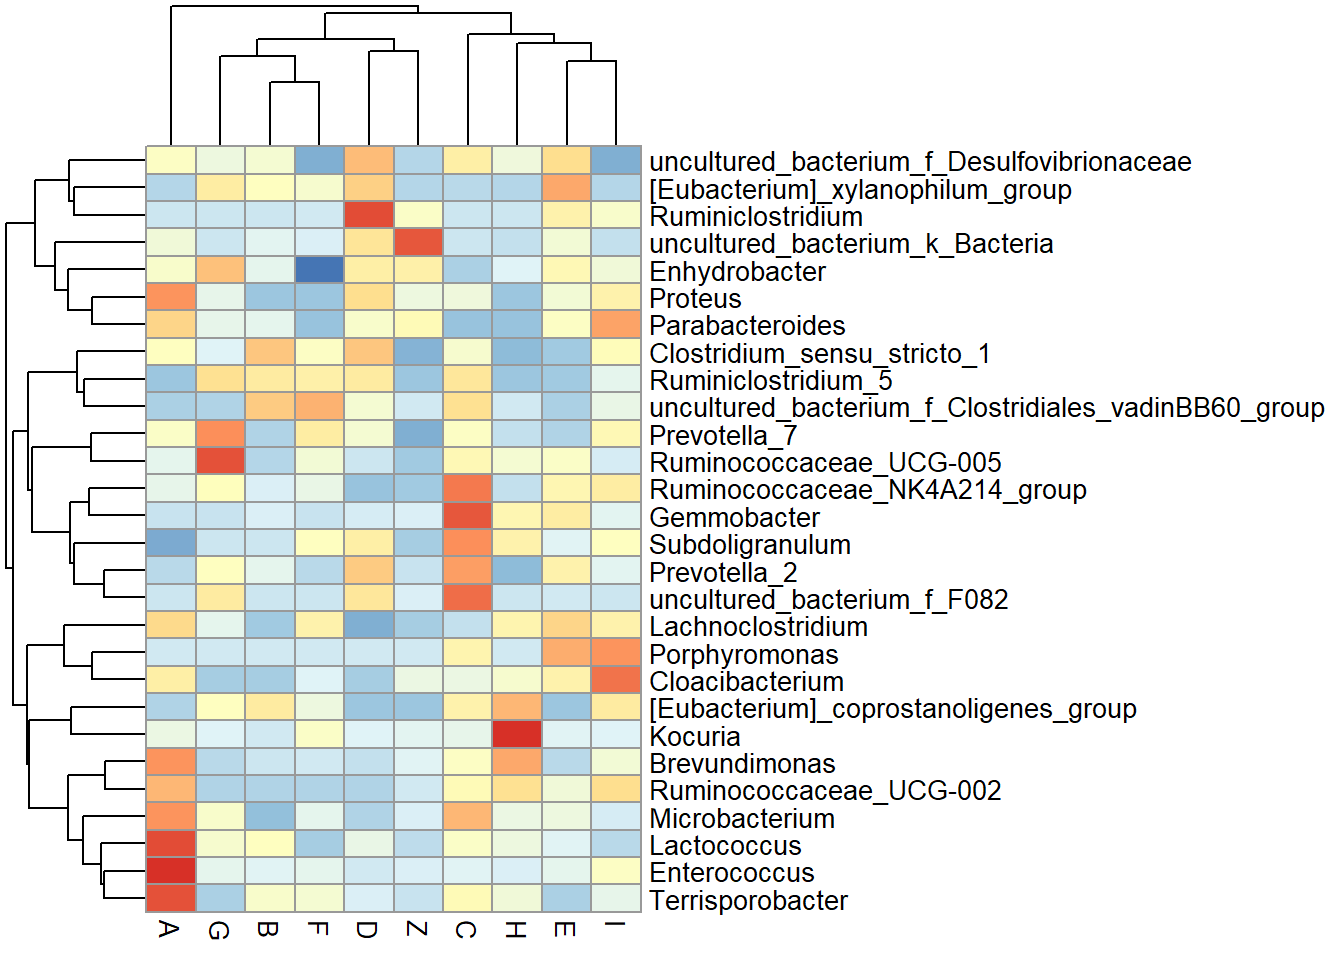 uncultured_bacterium_f_Desulfovibrionaceae
[Eubacterium]_xylanophilum_group
Ruminiclostridium
uncultured_bacterium_k_Bacteria
Enhydrobacter
Proteus
Parabacteroides
Clostridium_sensu_stricto_1
Ruminiclostridium_5
uncultured_bacterium_f_Clostridiales_vadinBB60_group
Prevotella_7
Ruminococcaceae_UCG-005
Ruminococcaceae_NK4A214_group
Gemmobacter
Subdoligranulum
Prevotella_2
uncultured_bacterium_f_F082
Lachnoclostridium
Porphyromonas
Cloacibacterium
[Eubacterium]_coprostanoligenes_group
Kocuria
Brevundimonas
Ruminococcaceae_UCG-002
Microbacterium
Lactococcus
Enterococcus
Terrisporobacter
A G B F D Z C H E I